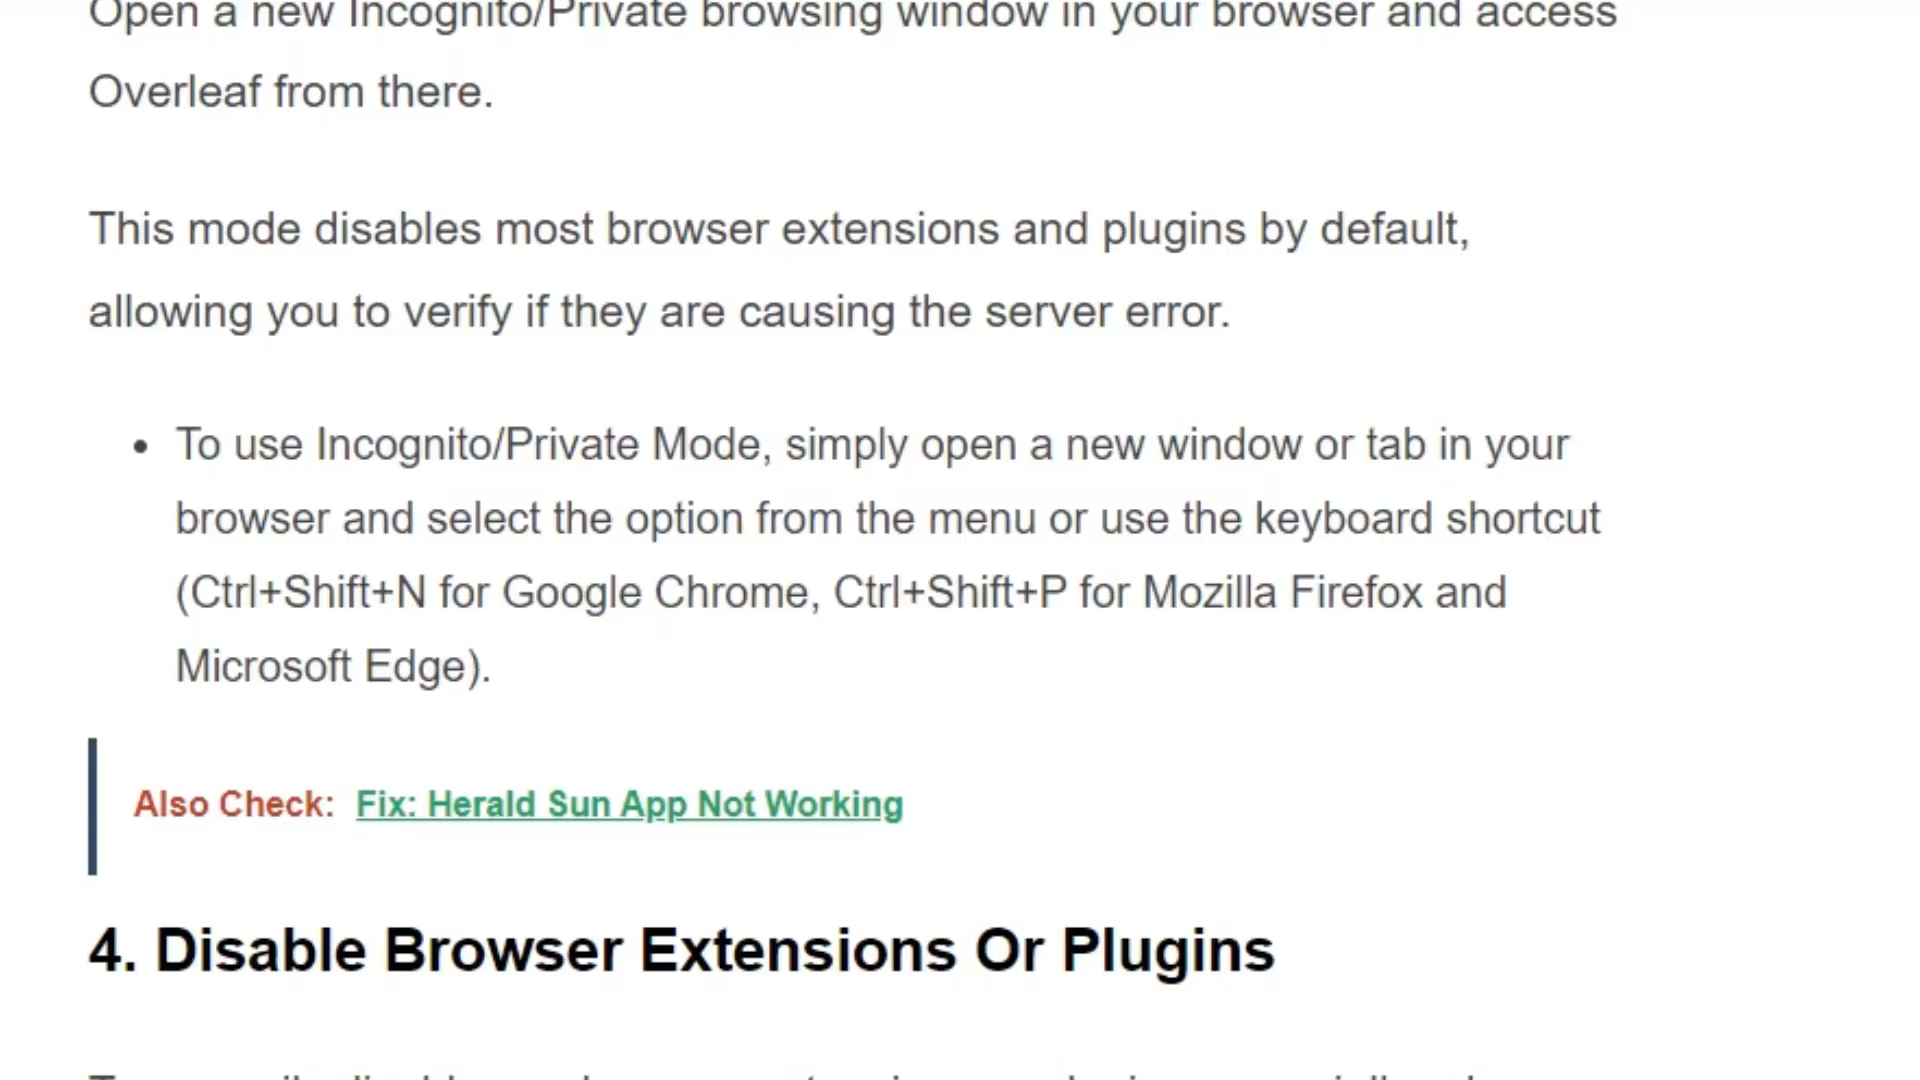 Open a new Incognito/Private browsing window in your browser and access
Overleaf from there.
This mode disables most browser extensions and plugins by default,
allowing you to verify if they are causing the server error.
• To use Incognito/Private Mode, simply open a new window or tab in your
browser and select the option from the menu or use the keyboard shortcut
(Ctrl+Shift+N for Google Chrome, Ctrl+Shift+P for Mozilla Firefox and
Microsoft Edge).
Also Check: Fix: Herald Sun App Not Working
4. Disable Browser Extensions Or Plugins